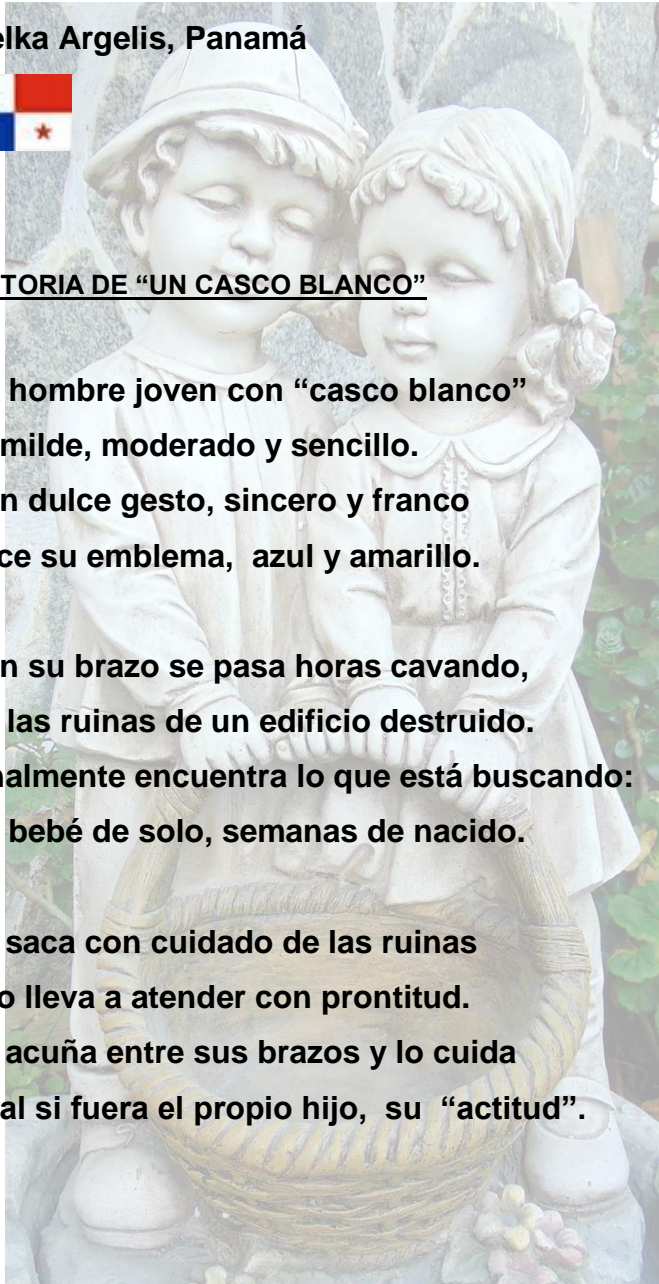 elka Argelis, Panamá
TORIA DE “UN CASCO BLANCO”
hombre joven con “casco blanco”
milde, moderado y sencillo.
n dulce gesto, sincero y franco
ce su emblema, azul y amarillo.
n su brazo se pasa horas cavando,
las ruinas de un edificio destruido.
nalmente encuentra lo que está buscando:
bebé de solo, semanas de nacido.
saca con cuidado de las ruinas
o lleva a atender con prontitud.
acuña entre sus brazos y lo cuida
al si fuera el propio hijo, su “actitud”.